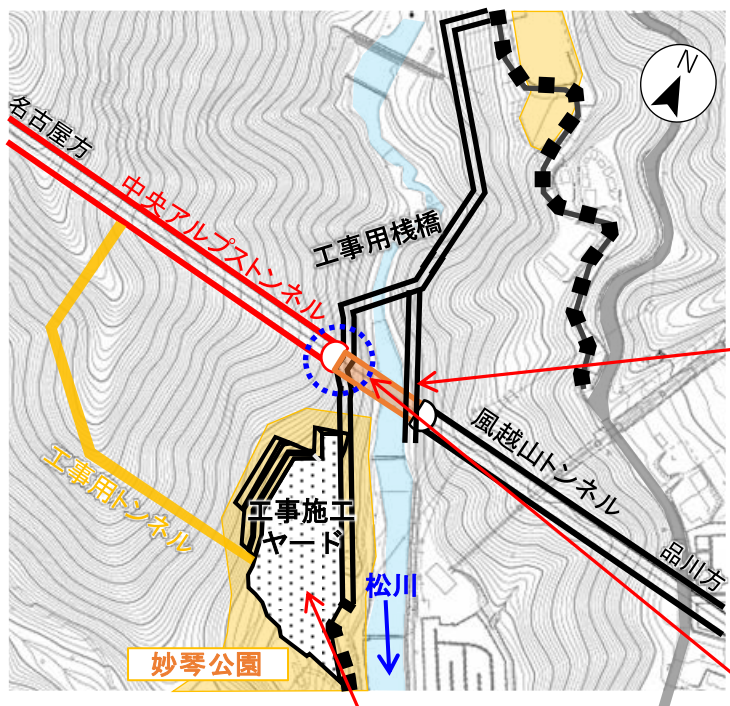 N
名古屋方
中央アルプストンネル
工事用桟橋
風越山トンネル
工事用トンネル
工事施工
ヤード
品川方
松川
妙琴公園